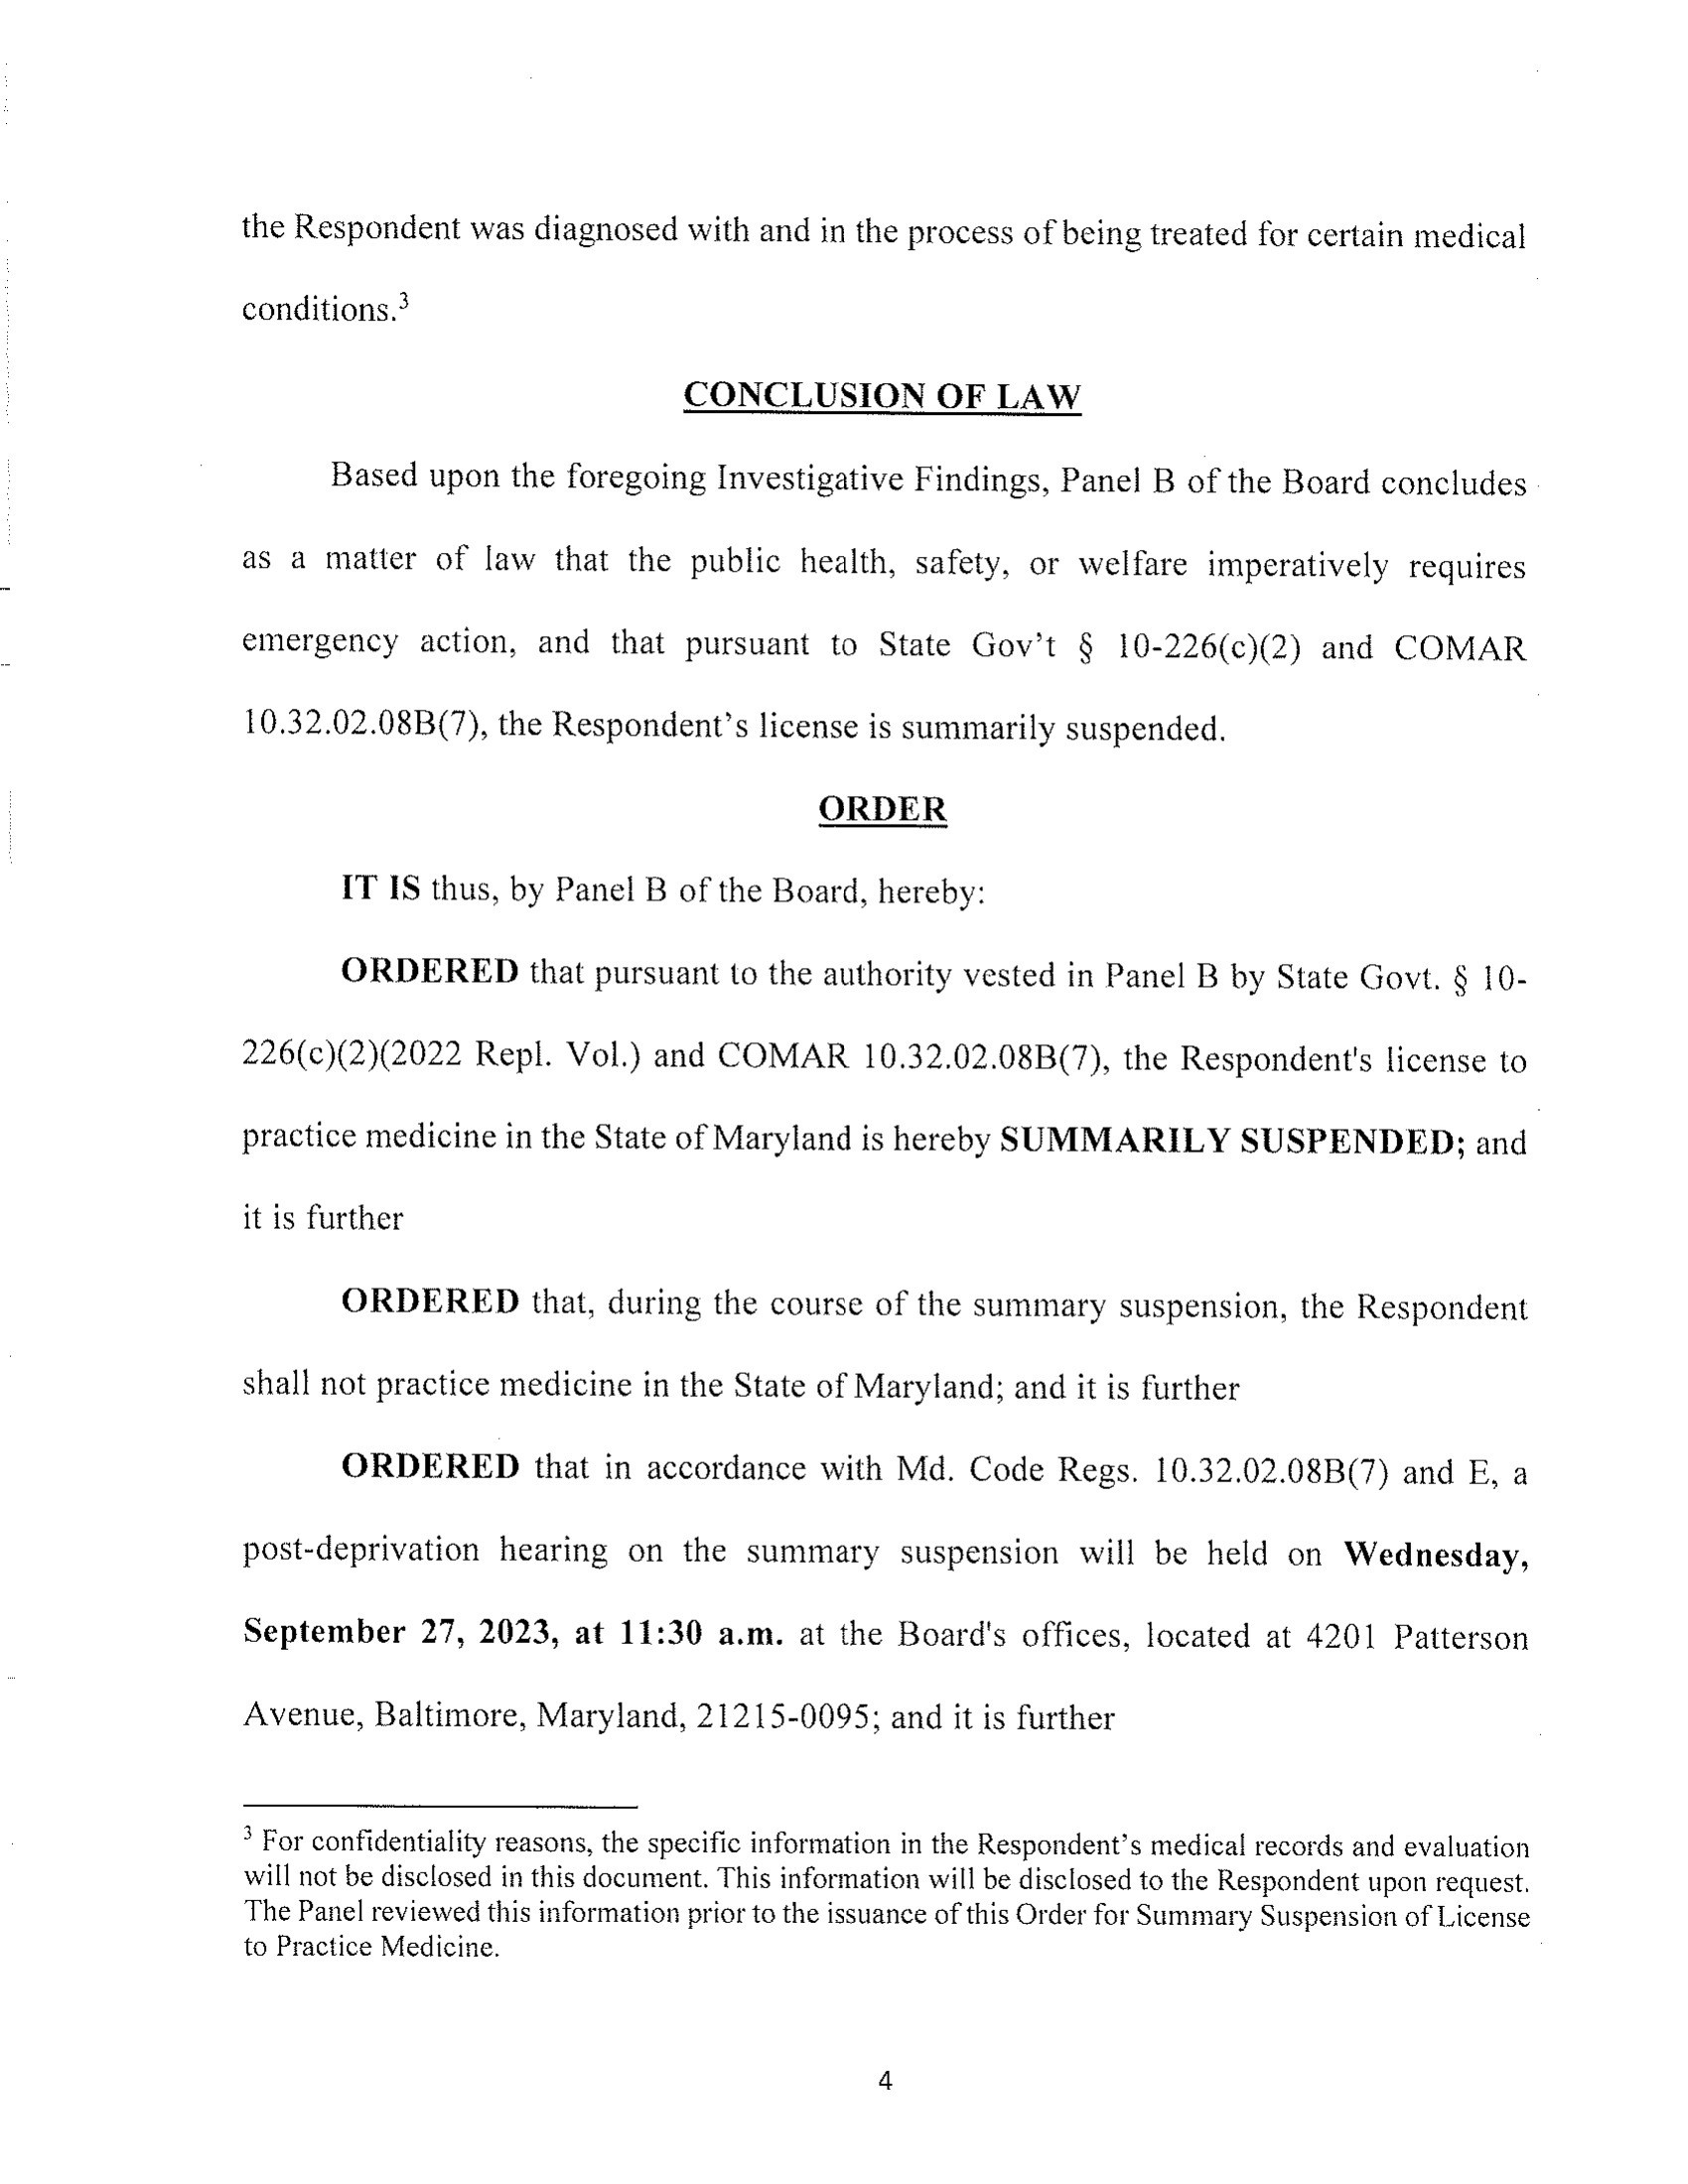 the Respondent was diagnosed with and in the process of being treated for certain medical
conditions.³
CONCLUSION OF LAW
Based upon the foregoing Investigative Findings, Panel B of the Board concludes
as a matter of law that the public health, safety, or welfare imperatively requires
emergency action, and that pursuant to State Gov't § 10-226(c)(2) and COMAR
10.32.02.08B(7), the Respondent's license is summarily suspended.
ORDER
IT IS thus, by Panel B of the Board, hereby:
ORDERED that pursuant to the authority vested in Panel B by State Govt. § 10-
226(c)(2)(2022 Repl. Vol.) and COMAR 10.32.02.08B(7), the Respondent's license to
practice medicine in the State of Maryland is hereby SUMMARILY SUSPENDED; and
it is further
ORDERED that, during the course of the summary suspension, the Respondent
shall not practice medicine in the State of Maryland; and it is further
ORDERED that in accordance with Md. Code Regs. 10.32.02.08B(7) and E, a
post-deprivation hearing on the summary suspension will be held on Wednesday,
September 27, 2023, at 11:30 a.m. at the Board's offices, located at 4201 Patterson
Avenue, Baltimore, Maryland, 21215-0095; and it is further
³ For confidentiality reasons, the specific information in the Respondent's medical records and evaluation
will not be disclosed in this document. This information will be disclosed to the Respondent upon request.
The Panel reviewed this information prior to the issuance of this Order for Summary Suspension of License
to Practice Medicine.
4